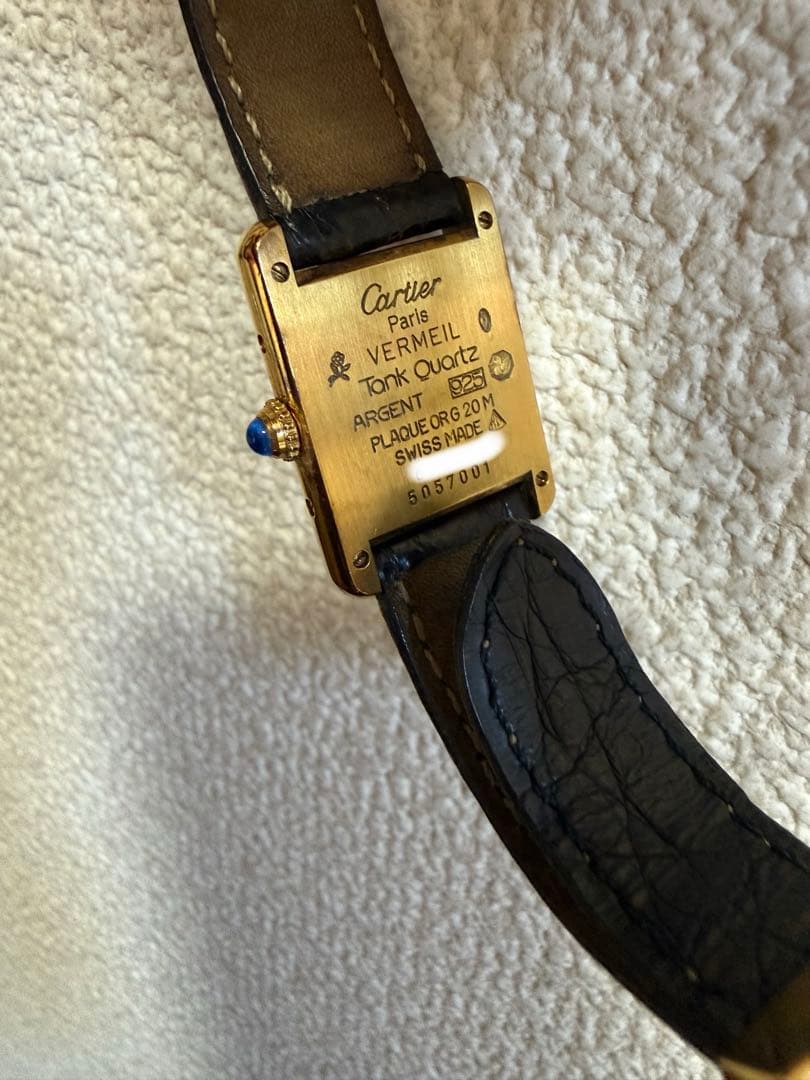 Cartier
Paris
VERMEIL
Tank Quartz
ARGENT 925
PLAQUE OR G 20 M
SWISS MADE
5057001